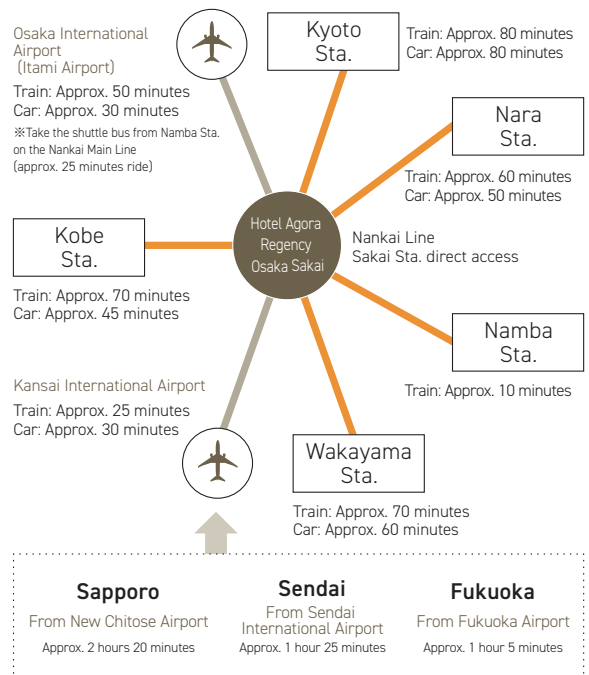 Osaka International
Airport
(Itami Airport)
Train: Approx. 50 minutes
Car: Approx. 30 minutes
※Take the shuttle bus from Namba Sta.
on the Nankai Main Line
(approx. 25 minutes ride)
Kyoto
Sta.
Train: Approx. 80 minutes
Car: Approx. 80 minutes
Nara
Sta.
Train: Approx. 60 minutes
Car: Approx. 50 minutes
Hotel Agora
Regency
Osaka Sakai
Nankai Line
Sakai Sta. direct access
Kobe
Sta.
Train: Approx. 70 minutes
Car: Approx. 45 minutes
Namba
Sta.
Train: Approx. 10 minutes
Kansai International Airport
Train: Approx. 25 minutes
Car: Approx. 30 minutes
Wakayama
Sta.
Train: Approx. 70 minutes
Car: Approx. 60 minutes
Sapporo
From New Chitose Airport
Approx. 2 hours 20 minutes
Sendai
From Sendai
International Airport
Approx. 1 hour 25 minutes
Fukuoka
From Fukuoka Airport
Approx. 1 hour 5 minutes